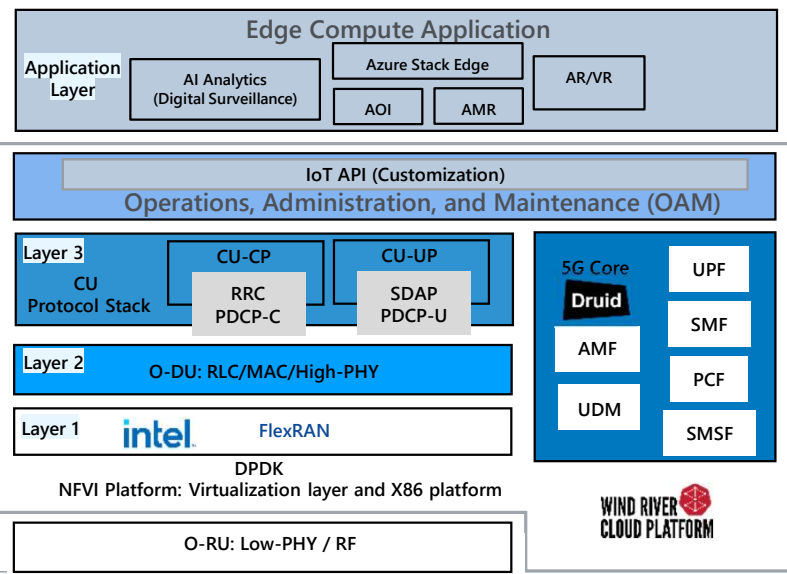 Edge Compute Application
Application
Layer
AI Analytics
(Digital Surveillance)
Azure Stack Edge
AOI
AMR
AR/VR
IoT API (Customization)
Operations, Administration, and Maintenance (OAM)
Layer 3
CU
Protocol Stack
CU-CP
RRC
PDCP-C
CU-UP
SDAP
PDCP-U
Layer 2
O-DU: RLC/MAC/High-PHY
Layer 1
intel.
FlexRAN
DPDK
NFVI Platform: Virtualization layer and X86 platform
O-RU: Low-PHY / RF
5G Core
Druid
AMF
UDM
UPF
SMF
PCF
SMSF
WIND RIVER
CLOUD PLATFORM